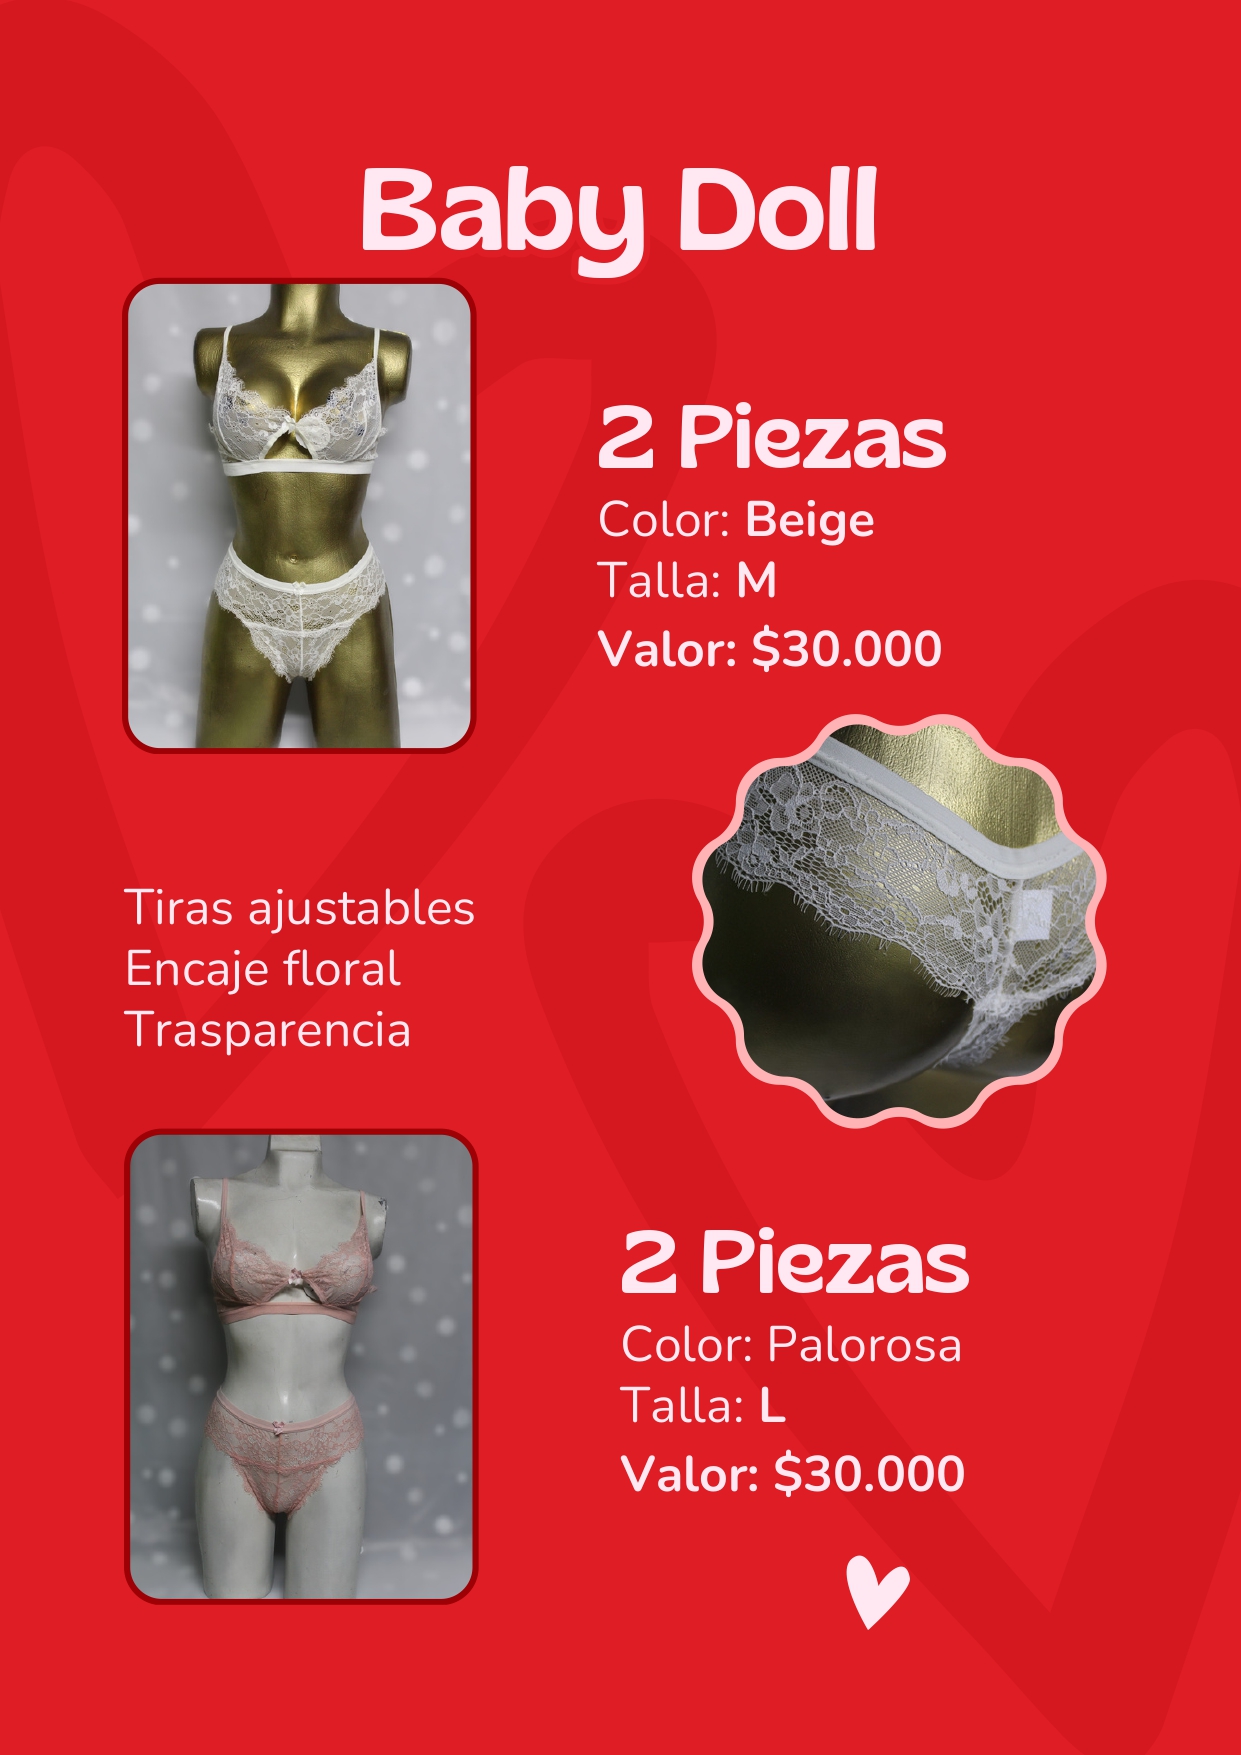 Baby Doll
2 Piezas
Color: Beige
Talla: M
Valor: $30.000
Tiras ajustables
Encaje floral
Trasparencia
2 Piezas
Color: Palorosa
Talla: L
Valor: $30.000